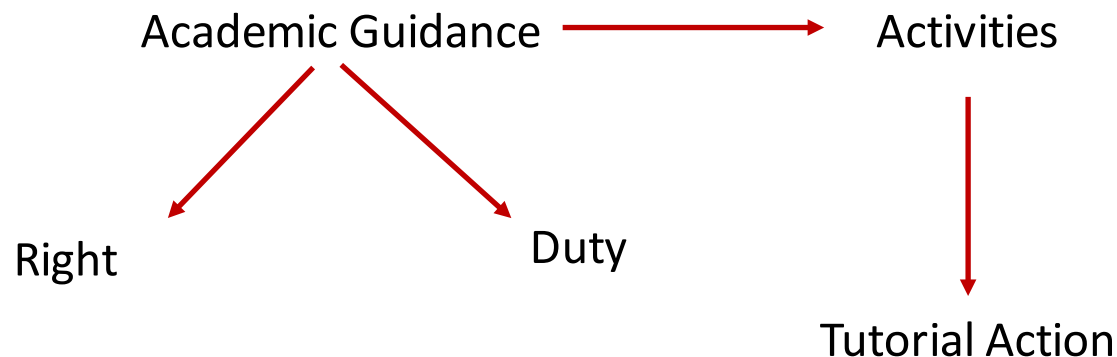 Academic Guidance
Activities
Right
Duty
Tutorial Action